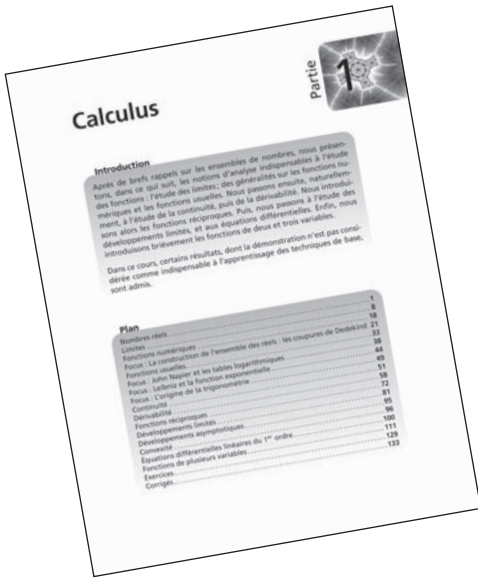 Partie
1
Calculus
Introduction
Après de brefs rappels sur les ensembles de nombres, nous présen-
tons, dans ce qui suit, les notions d'analyse indispensables à l'étude
des fonctions : l'étude des limites ; des généralités sur les fonctions nu-
mériques et les fonctions usuelles. Nous passons ensuite, naturellem-
ment, à l'étude de la continuité, puis de la dérivabilité. Nous introdui-
sons alors les fonctions réciproques. Puis, nous passons à l'étude des
développements limités, et aux équations différentielles. Enfin, nous
introduisons brièvement les fonctions de deux et trois variables.
Dans ce cours, certains résultats, dont la démonstration n'est pas consi-
dérée comme indispensable à l'apprentissage des techniques de base,
sont admis.
Plan
Nombres réels 1
Limites 6
Fonctions numériques 18
Fonctions usuelles 21
Focus : La construction de l'ensemble des réels : les coupures de Dedekind 33
Focus : John Napier et les tables logarithmiques 38
Focus : Leibniz et la fonction exponentielle 44
Focus : L'origine de la trigonométrie 49
Continuité 51
Dérivabilité 58
Fonctions réciproques 72
Développements limités 81
Développements asymptotiques 95
Convexité 96
Équations différentielles linéaires du 1er ordre 100
Fonctions de plusieurs variables 111
Exercices 129
Corrigés 133